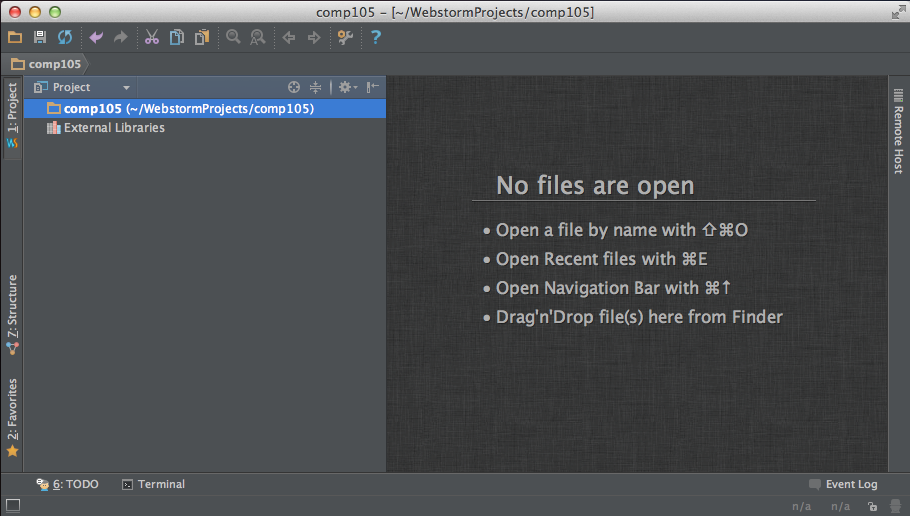 comp105 – [~/WebstormProjects/comp105]
comp105
Project
1: Project
comp105 (~/WebstormProjects/comp105)
External Libraries
Z: Structure
2: Favorites
No files are open
• Open a file by name with ⇧⌘O
• Open Recent files with ⌘E
• Open Navigation Bar with ⌘↑
• Drag'n'Drop file(s) here from Finder
Remote Host
6: TODO
Terminal
Event Log
n/a
n/a